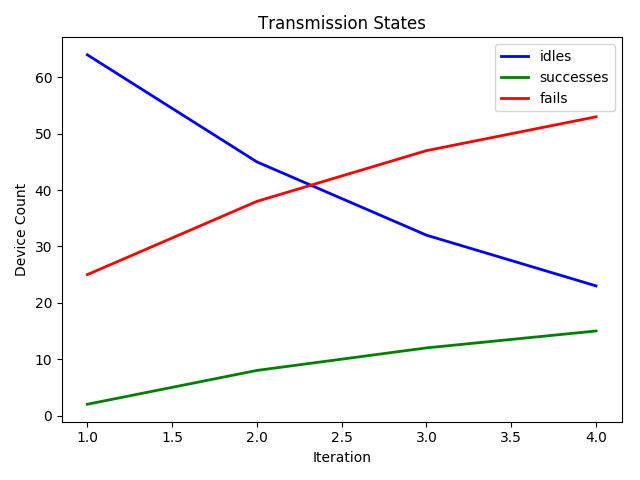 Transmission States
idles
successes
fails
Device Count
60
50
40
30
20
10
0
1.0 1.5 2.0 2.5 3.0 3.5 4.0
Iteration